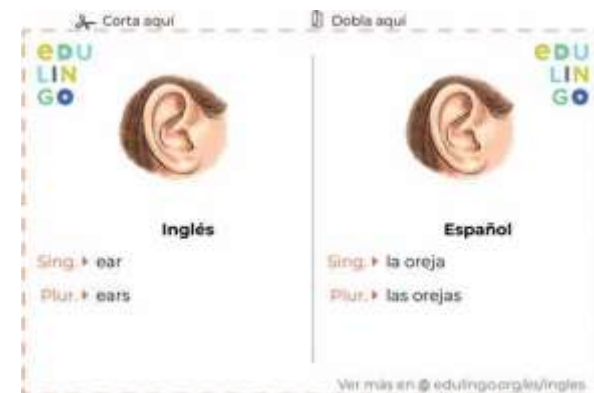 Corta aquí
Dobla aquí
EDU
LIN
GO
EDU
LIN
GO
Inglés
Sing. ear
Plur. ears
Español
Sing. la oreja
Plur. las orejas
Ver más en @ edulingo.org/es/ingles